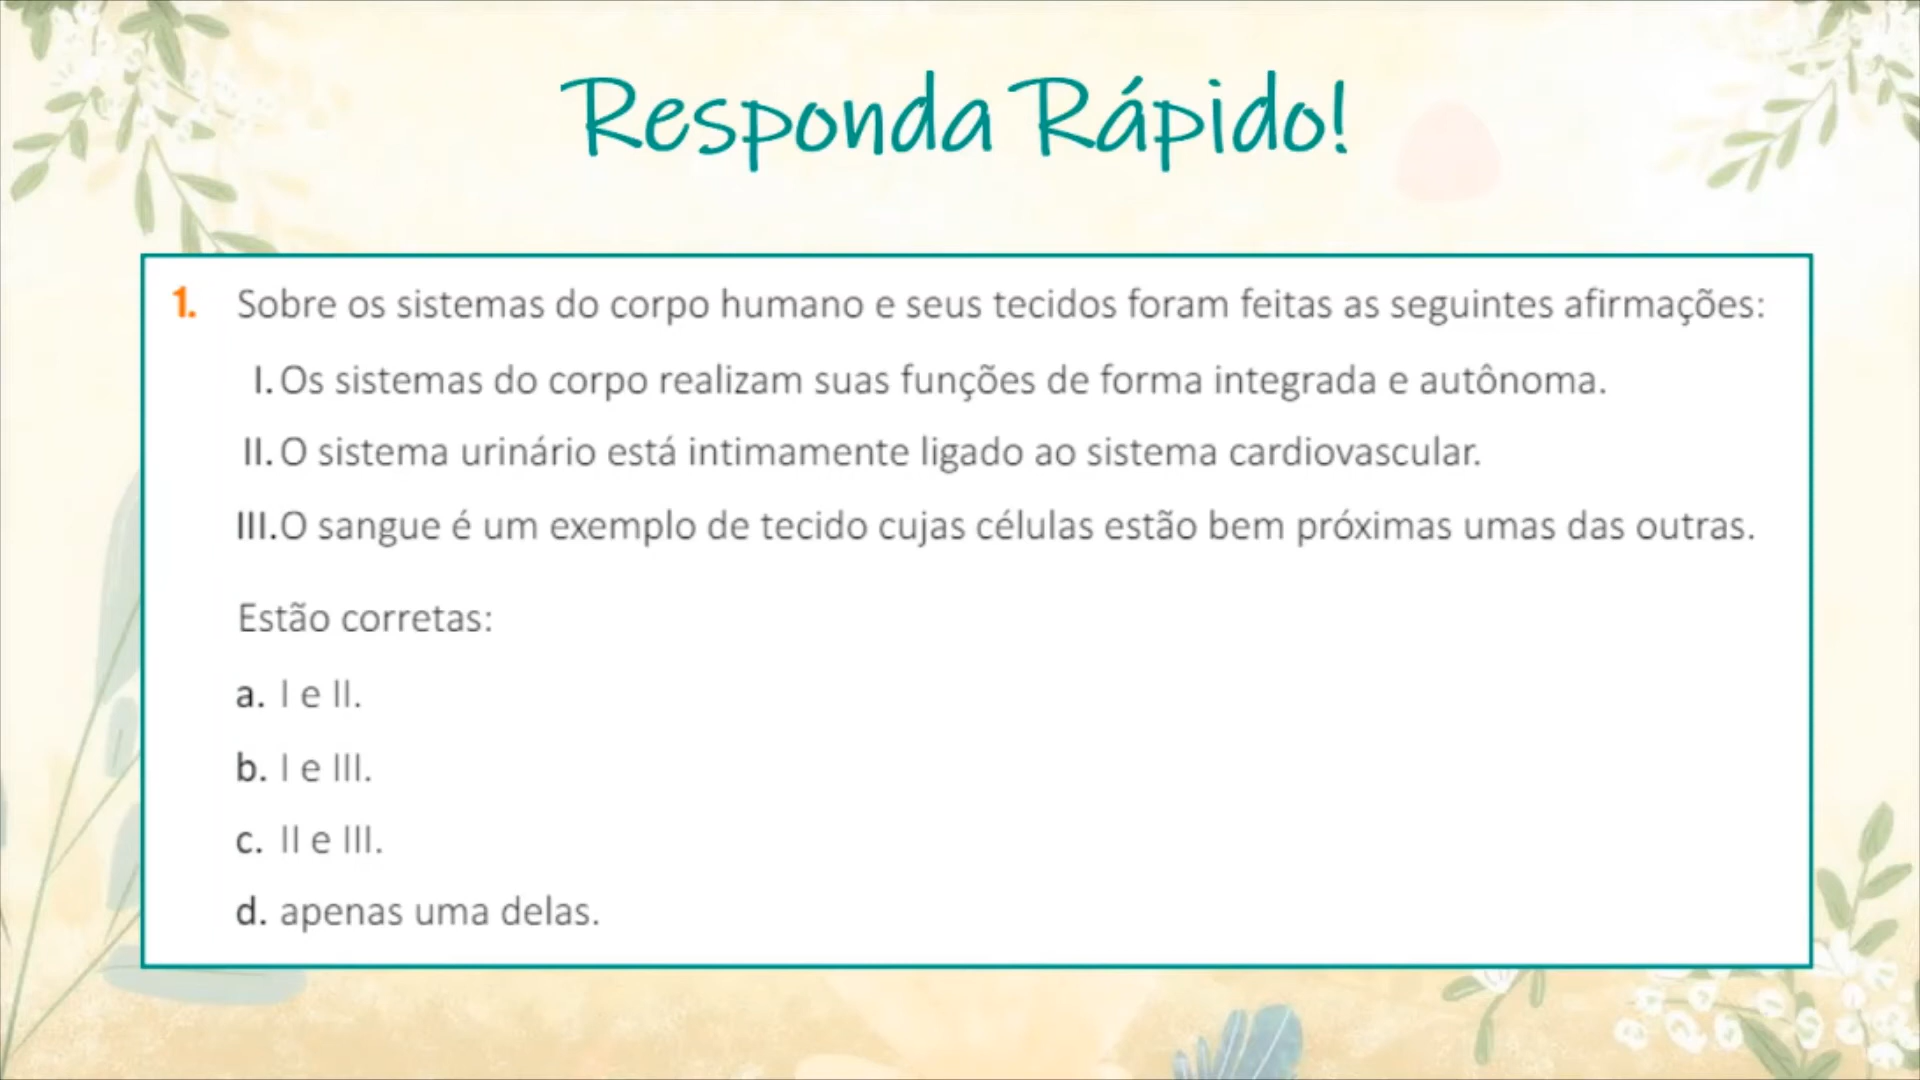 Responda Rápido!
1. Sobre os sistemas do corpo humano e seus tecidos foram feitas as seguintes afirmações:
I. Os sistemas do corpo realizam suas funções de forma integrada e autônoma.
II. O sistema urinário está intimamente ligado ao sistema cardiovascular.
III. O sangue é um exemplo de tecido cujas células estão bem próximas umas das outras.
Estão corretas:
a. I e II.
b. I e III.
c. II e III.
d. apenas uma delas.